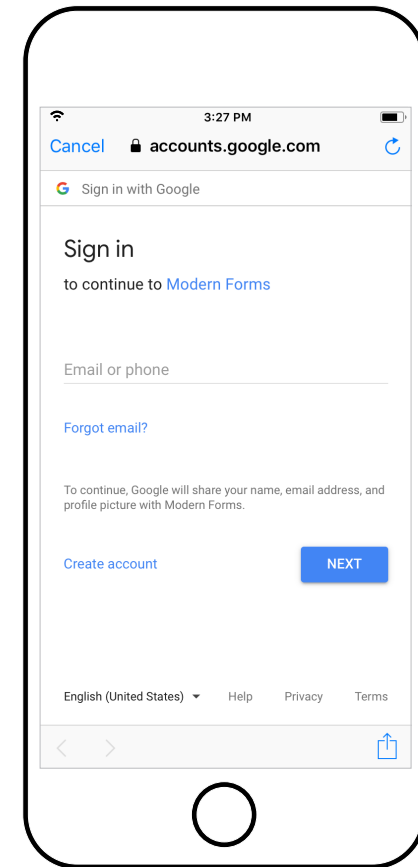 3:27 PM
Cancel accounts.google.com
Sign in with Google
Sign in
to continue to Modern Forms
Email or phone
Forgot email?
To continue, Google will share your name, email address, and
profile picture with Modern Forms.
Create account NEXT
English (United States) Help Privacy Terms